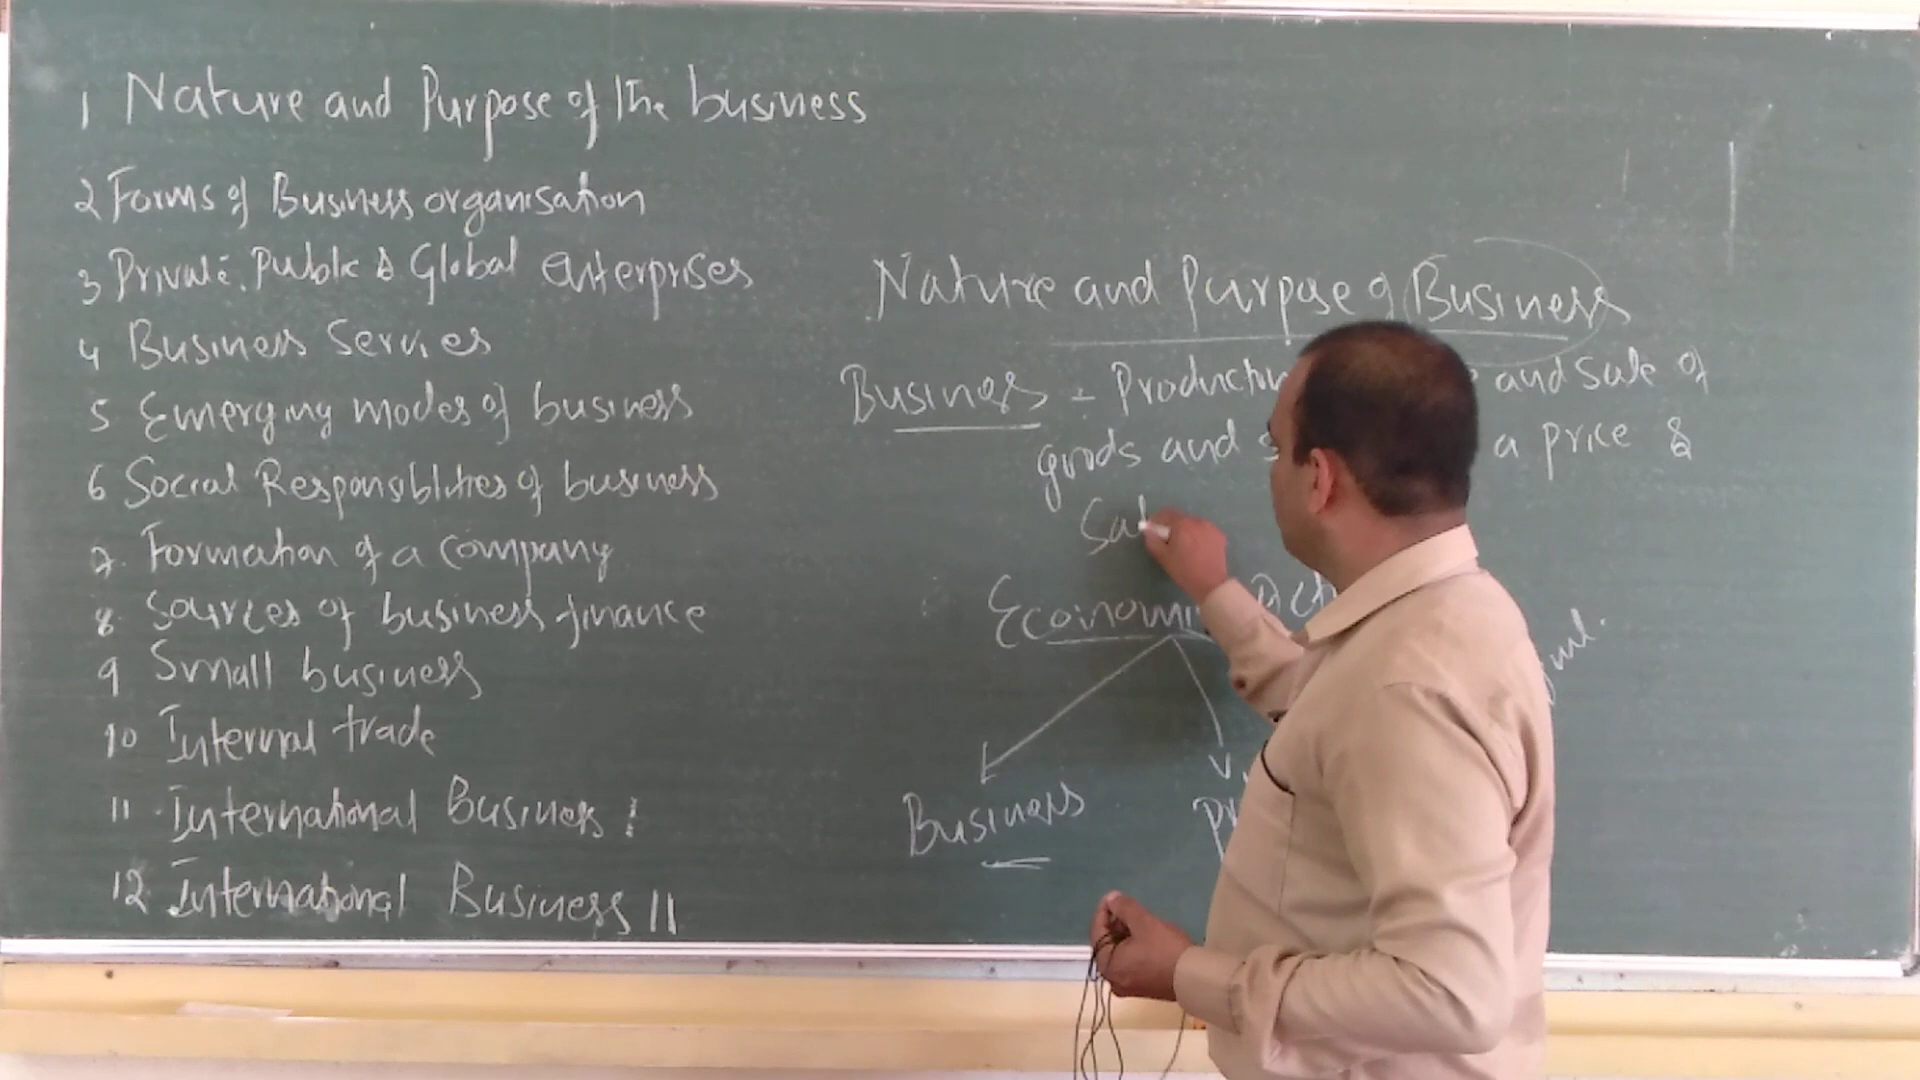 1 Nature and Purpose of the business
2 Forms of Business organisation
3 Private, Public & Global enterprises
4 Business Servies
5 Emerging modes of business
6 Social Responsiblities of business
7. Formation of a company
8. Sources of business finance
9 Small business
10 Internal trade
11. International Business
12. International Business II
Nature and Purpose of Business
Business - Production and Sale of
goods and a price &
Sat
Economic
Business